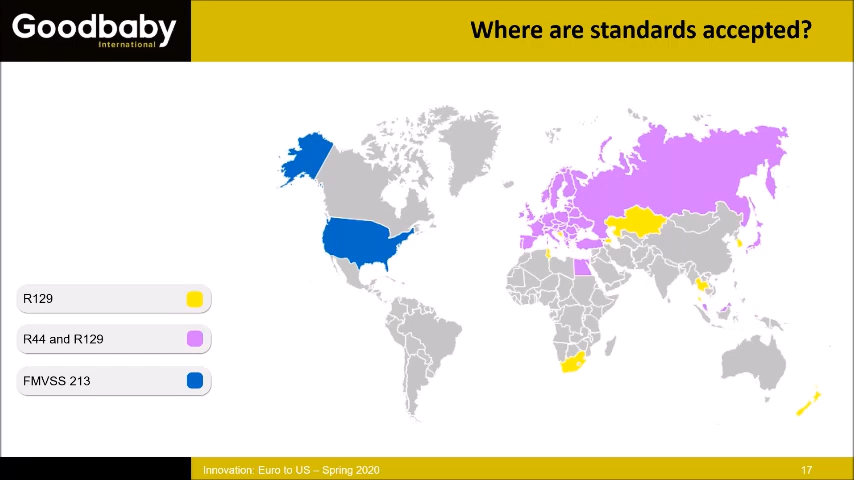 Goodbaby
International
Where are standards accepted?
R129
R44 and R129
FMVSS 213
Innovation: Euro to US – Spring 2020
17